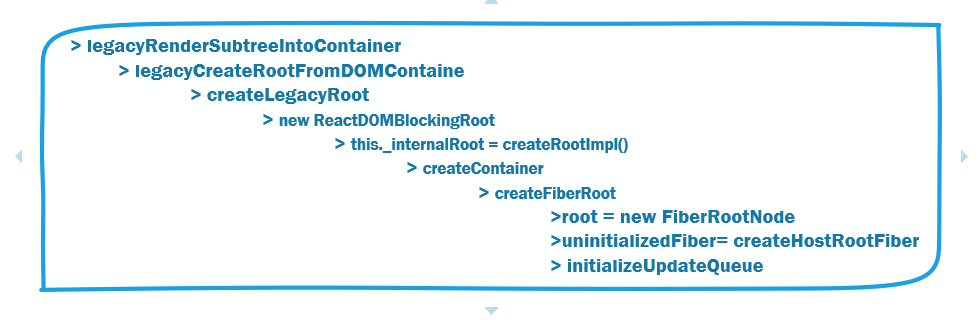 > legacyRenderSubtreeIntoContainer
> legacyCreateRootFromDOMContaine
> createLegacyRoot
> new ReactDOMBlockingRoot
> this._internalRoot = createRootImpl()
> createContainer
> createFiberRoot
>root = new FiberRootNode
>uninitializedFiber= createHostRootFiber
> initializeUpdateQueue